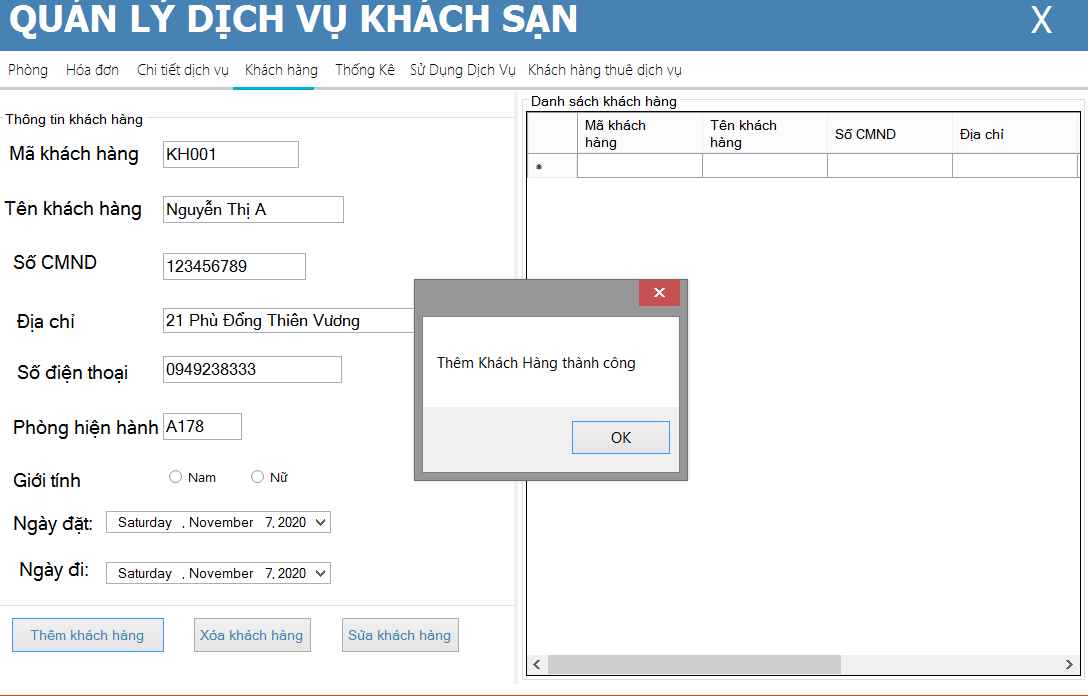 QUẢN LÝ DỊCH VỤ KHÁCH SẠN X
Phòng Hóa đơn Chi tiết dịch vụ Khách hàng Thống Kê Sử Dụng Dịch Vụ Khách hàng thuê dịch vụ
Thông tin khách hàng
Mã khách hàng KH001
Tên khách hàng Nguyễn Thị A
Số CMND 123456789
Địa chỉ 21 Phù Đổng Thiên Vương
Số điện thoại 0949238333
Phòng hiện hành A178
Giới tính Nam Nữ
Ngày đặt: Saturday , November 7, 2020
Ngày đi: Saturday , November 7, 2020
Thêm khách hàng Xóa khách hàng Sửa khách hàng
Danh sách khách hàng
Mã khách hàng Tên khách hàng Số CMND Địa chỉ
Thêm Khách Hàng thành công
OK